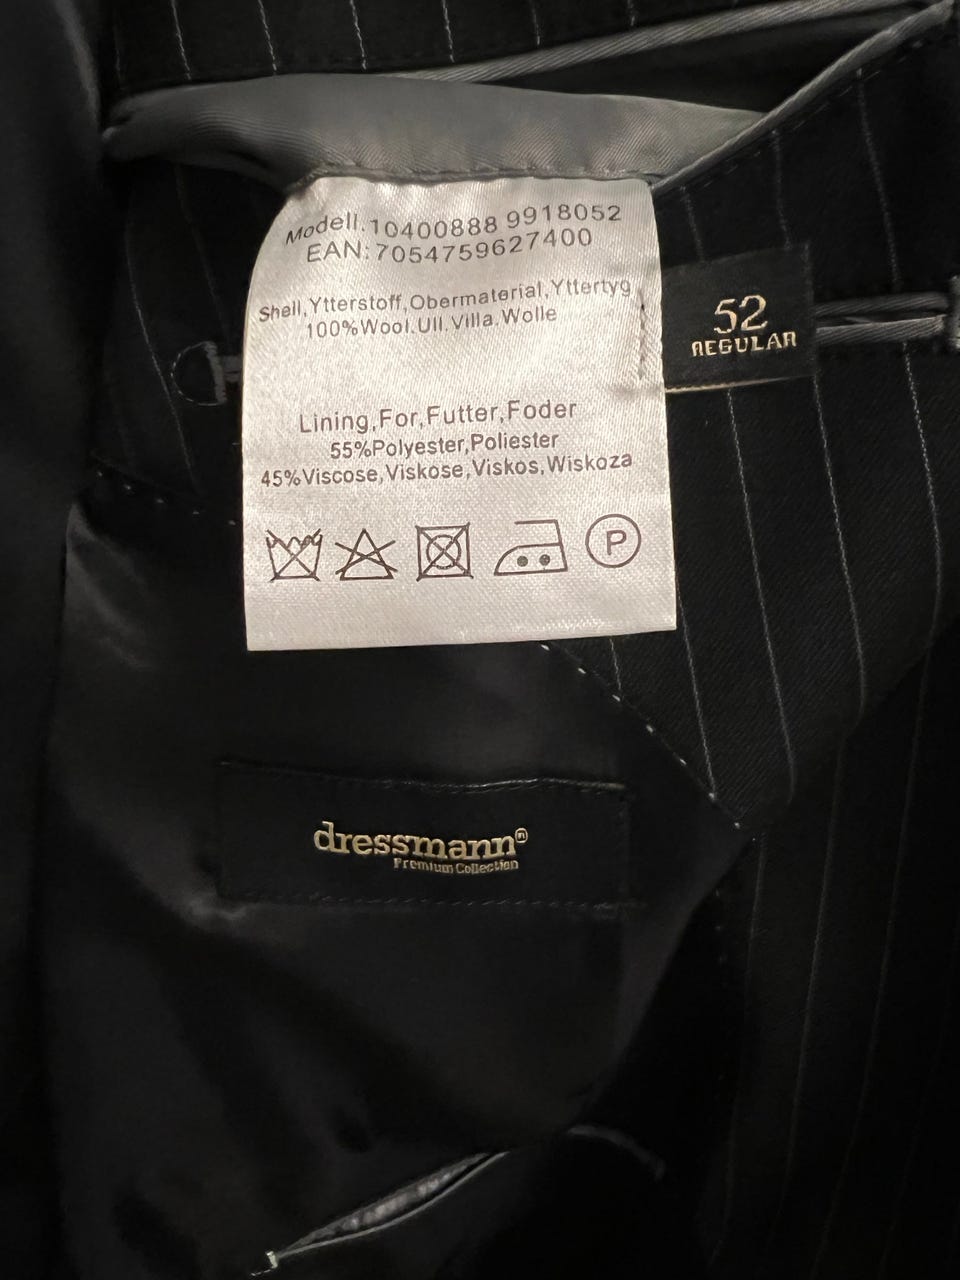 Modell.10400888 9918052
EAN:7054759627400
Shell,Ytterstoff,Obermaterial,Yttertyg
100%Wool.Ull.Villa.Wolle
52
REGULAR
Lining,For,Futter,Foder
55%Polyester,Poliester
45%Viscose,Viskose,Viskos,Wiskoza
P
dressmann®
Premium Collection